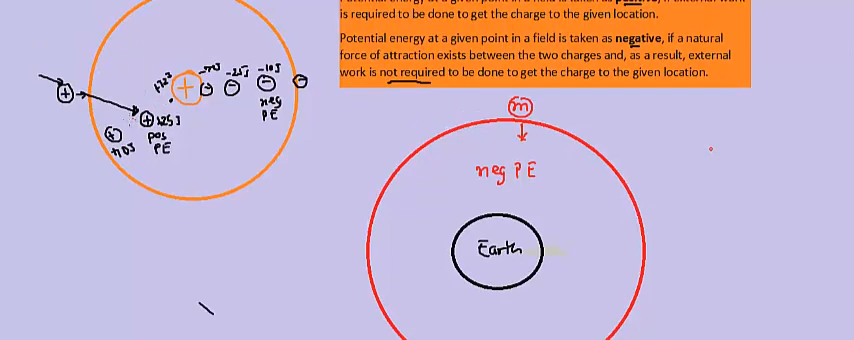 is required to be done to get the charge to the given location.
Potential energy at a given point in a field is taken as negative, if a natural
force of attraction exists between the two charges and, as a result, external
work is not required to be done to get the charge to the given location.
-25J
-10J
neg
PE
+25J
pos
PE
+10J
m
neg PE
Earth